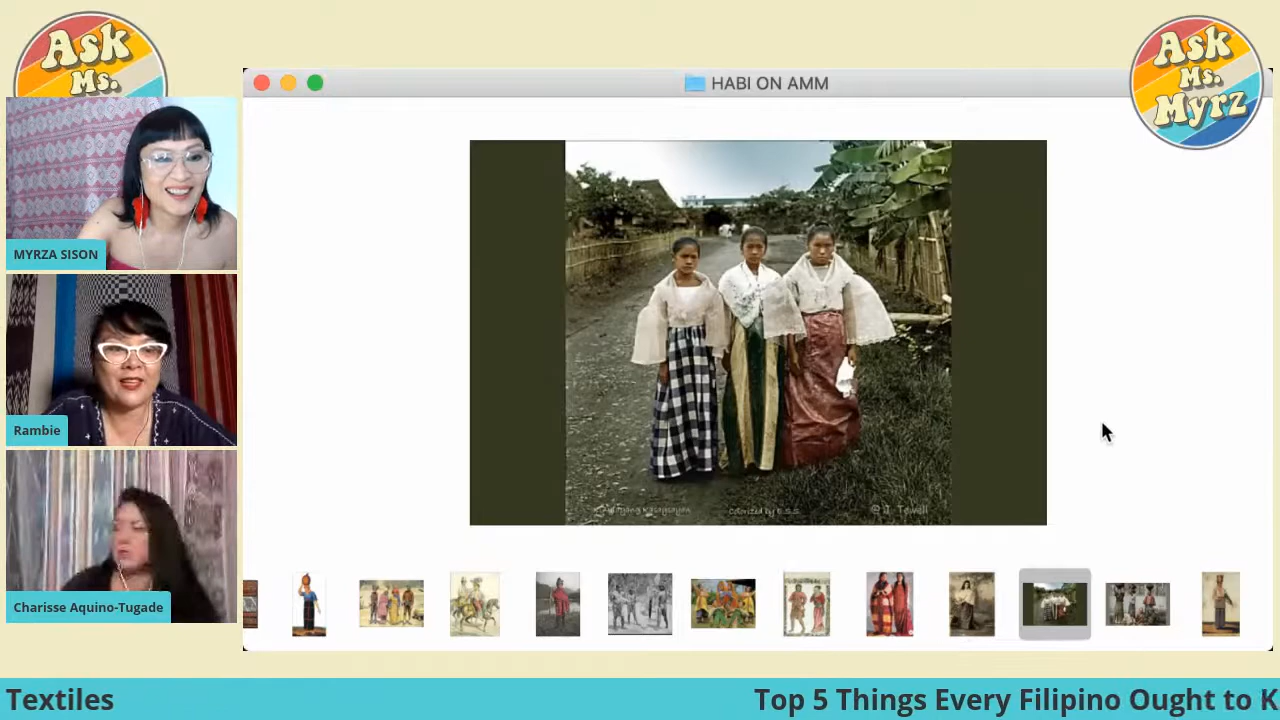 Ask
Ms.
HABI ON AMM
Ask
Ms.
Myrz
MYRZA SISON
Rambie
Charisse Aquino-Tugade
Kasaysayan
Colorized by
Textiles
Top 5 Things Every Filipino Ought to K